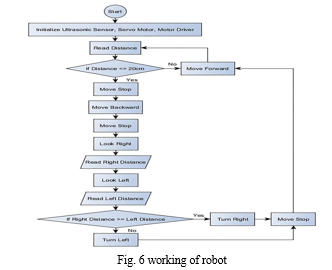 Start
Initialize Ultrasonic Sensor, Servo Motor, Motor Driver
Read Distance
If Distance <= 20cm
No
Move Forward
Yes
Move Stop
Move Backward
Move Stop
Look Right
Read Right Distance
Look Left
Read Left Distance
If Right Distance >= Left Distance
Yes
Turn Right
Move Stop
No
Turn Left
Fig. 6 working of robot